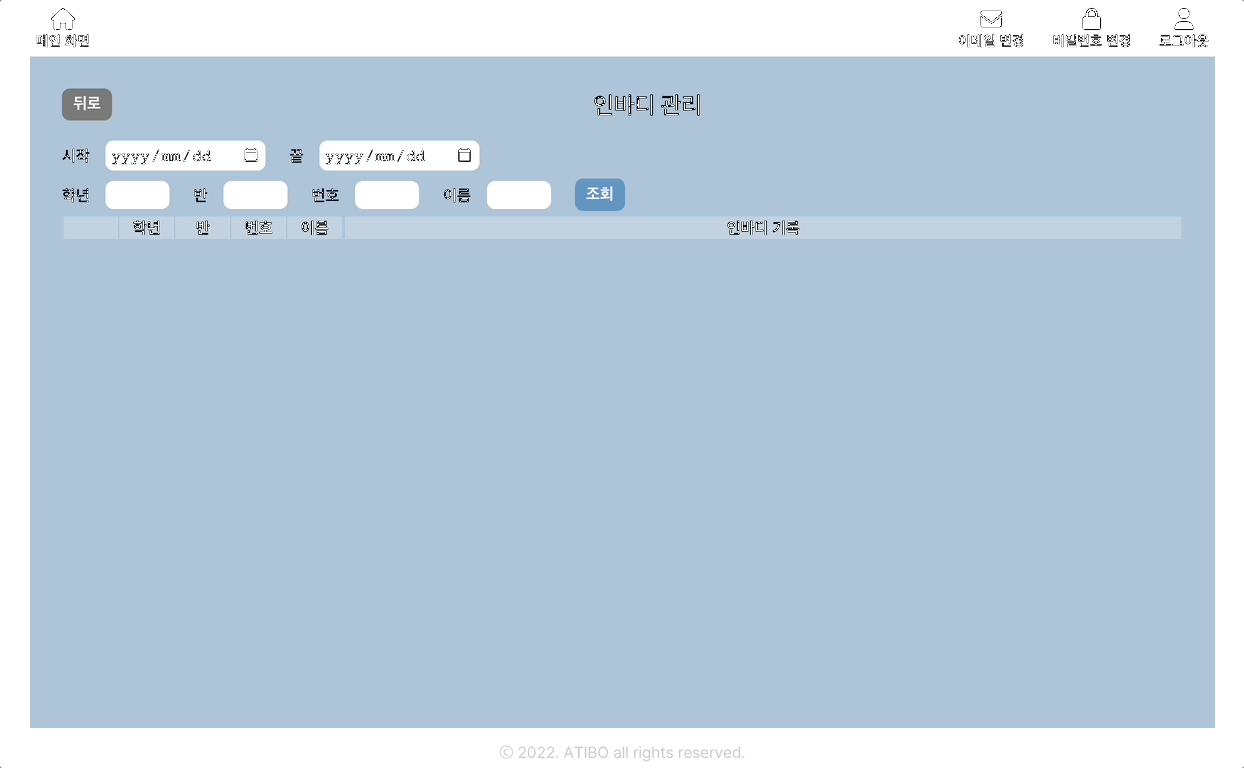 메인 화면
이메일 변경 비밀번호 변경 로그아웃
뒤로 인바디 관리
시작 yyyy/mm/dd 끝 yyyy/mm/dd
학년 반 번호 이름 조회
학년 반 번호 이름 인바디 기록
ⓒ 2022. ATIBO all rights reserved.